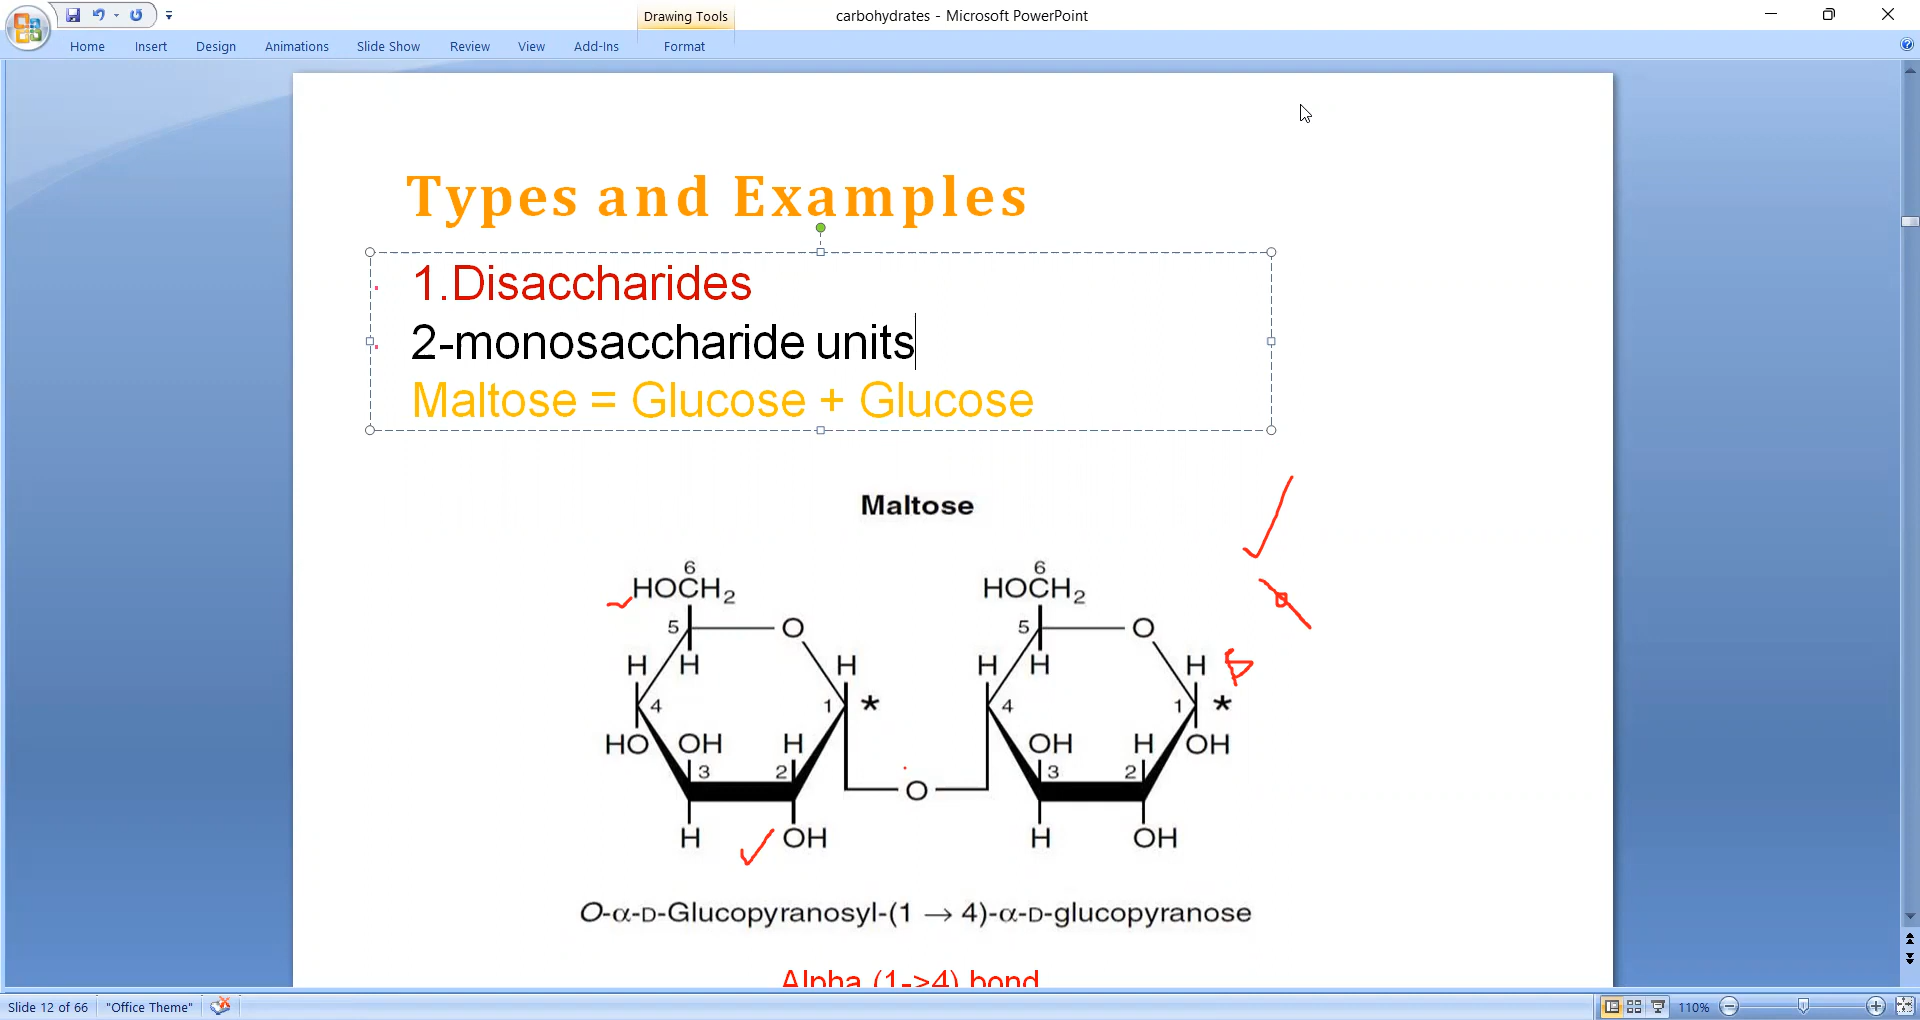 Drawing Tools
carbohydrates - Microsoft PowerPoint
Home Insert Design Animations Slide Show Review View Add-Ins Format
Types and Examples
1.Disaccharides
2-monosaccharide units
Maltose = Glucose + Glucose
Maltose
6 6
HOCH2 HOCH2
5 O 5 O
H H H H H H
4 1 * 4 1 *
HO OH H OH H OH
3 2 3 2
O
H OH H OH
O-α-D-Glucopyranosyl-(1 → 4)-α-D-glucopyranose
Alpha (1->4) bond
Slide 12 of 66 "Office Theme" 110%